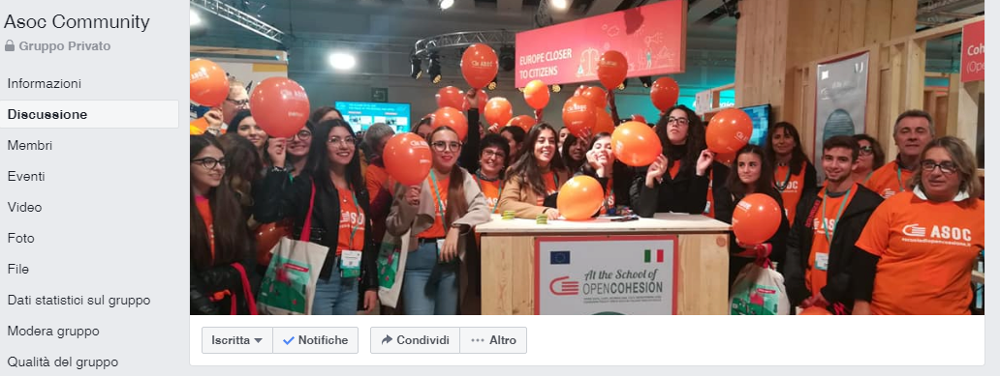 Asoc Community
Gruppo Privato
Informazioni
Discussione
Membri
Eventi
Video
Foto
File
Dati statistici sul gruppo
Modera gruppo
Qualità del gruppo
EUROPE CLOSER
TO CITIZENS
ASOC
ASOC
At the School of
OPENCOHESION
Iscritta
Notifiche
Condividi
Altro